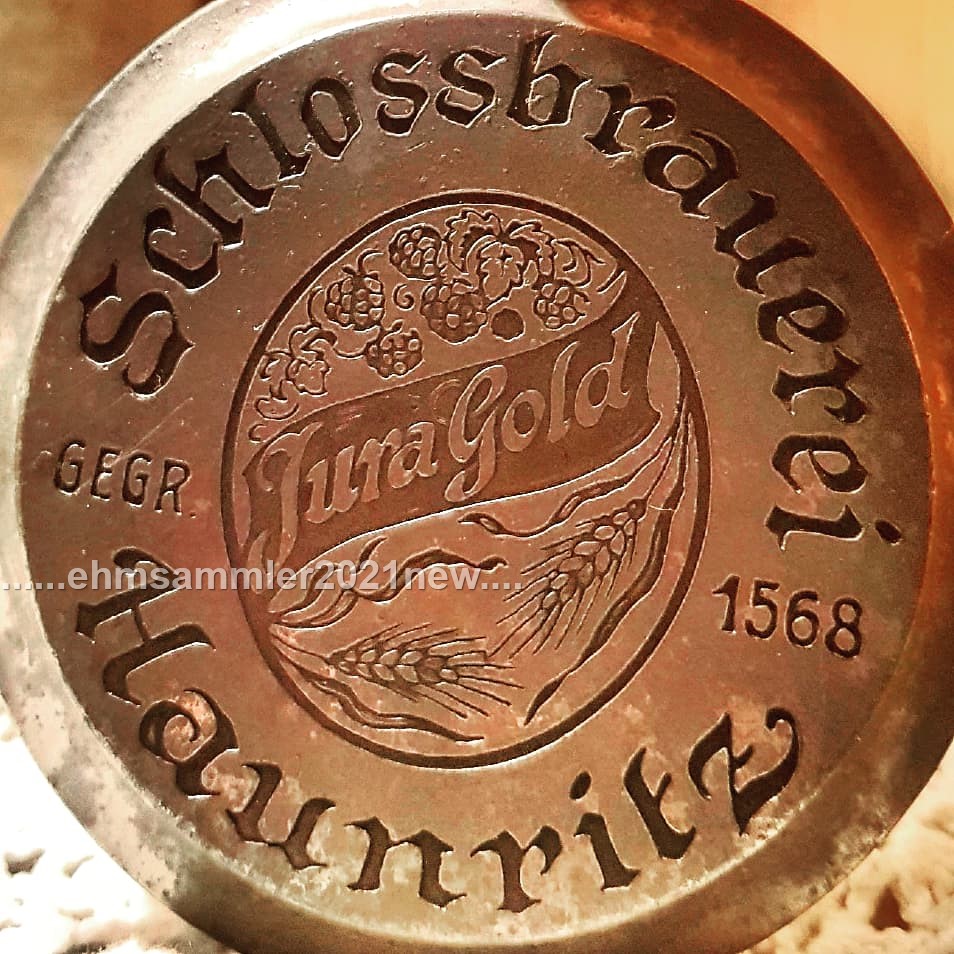 Schlossbrauerei
Jura Gold
GEGR.
1568
Haunritz
......ehmsammler2021new....